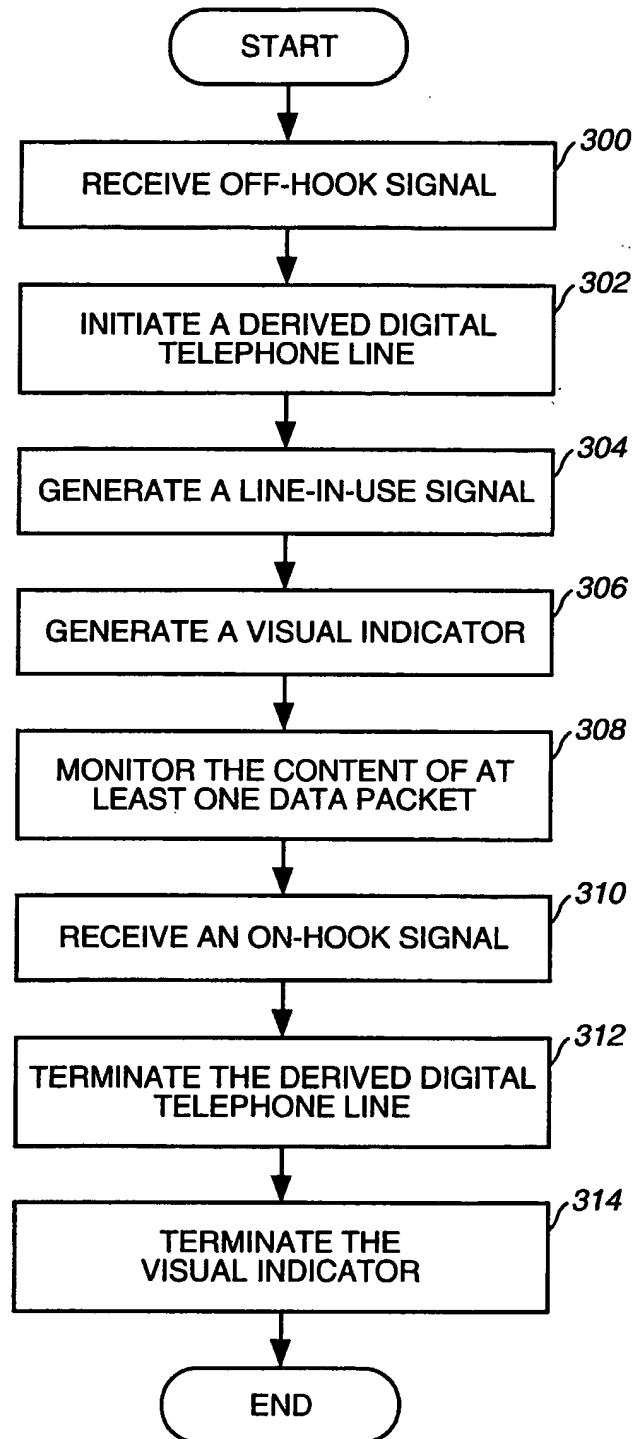 START
300
RECEIVE OFF-HOOK SIGNAL
302
INITIATE A DERIVED DIGITAL
TELEPHONE LINE
304
GENERATE A LINE-IN-USE SIGNAL
306
GENERATE A VISUAL INDICATOR
308
MONITOR THE CONTENT OF AT
LEAST ONE DATA PACKET
310
RECEIVE AN ON-HOOK SIGNAL
312
TERMINATE THE DERIVED DIGITAL
TELEPHONE LINE
314
TERMINATE THE
VISUAL INDICATOR
END